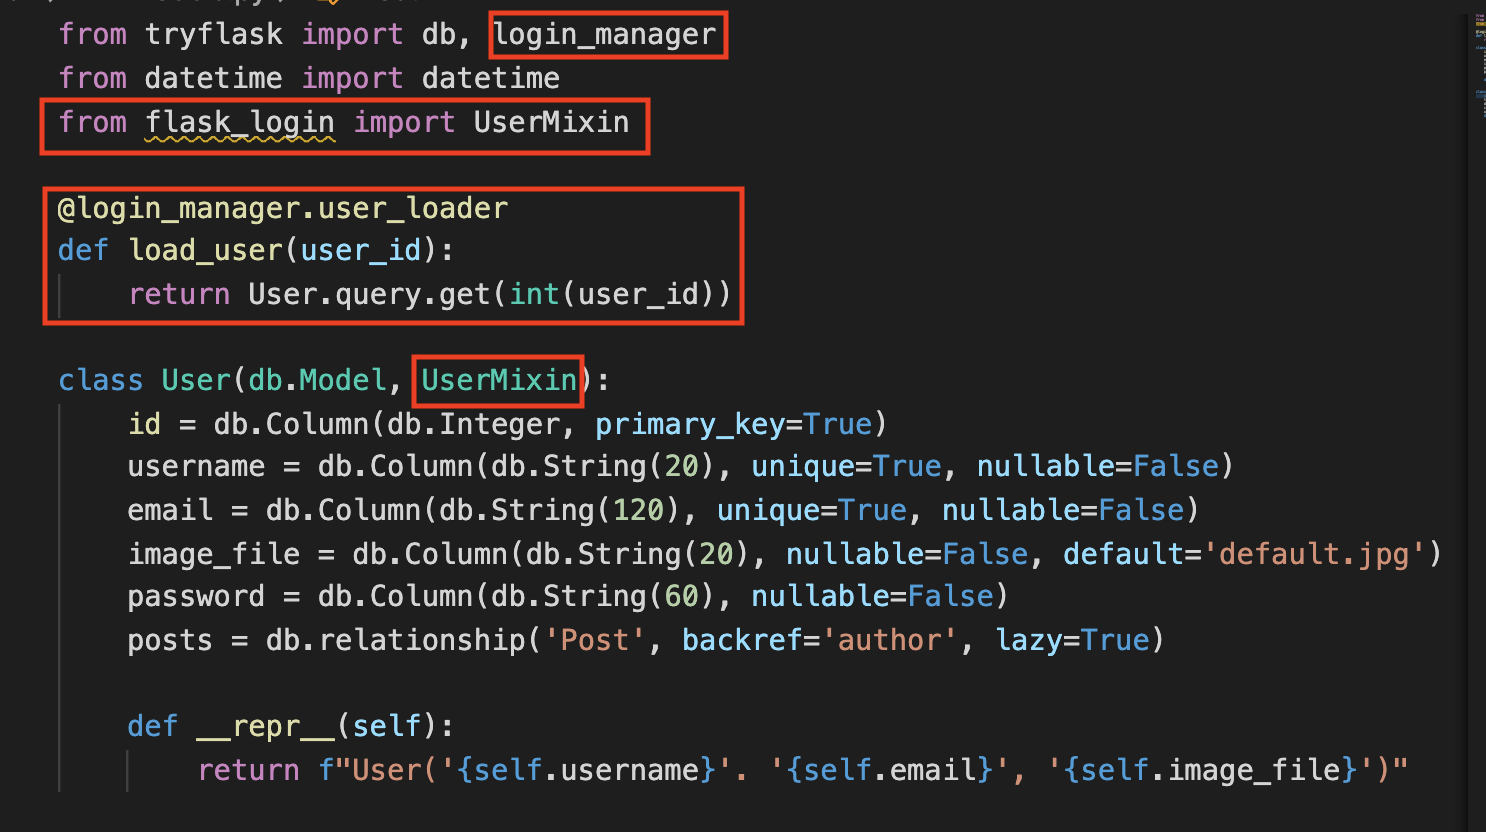 from tryflask import db, login_manager
from datetime import datetime
from flask_login import UserMixin
@login_manager.user_loader
def load_user(user_id):
    return User.query.get(int(user_id))
class User(db.Model, UserMixin):
    id = db.Column(db.Integer, primary_key=True)
    username = db.Column(db.String(20), unique=True, nullable=False)
    email = db.Column(db.String(120), unique=True, nullable=False)
    image_file = db.Column(db.String(20), nullable=False, default='default.jpg')
    password = db.Column(db.String(60), nullable=False)
    posts = db.relationship('Post', backref='author', lazy=True)
    def __repr__(self):
        return f"User('{self.username}'. '{self.email}', '{self.image_file}')"